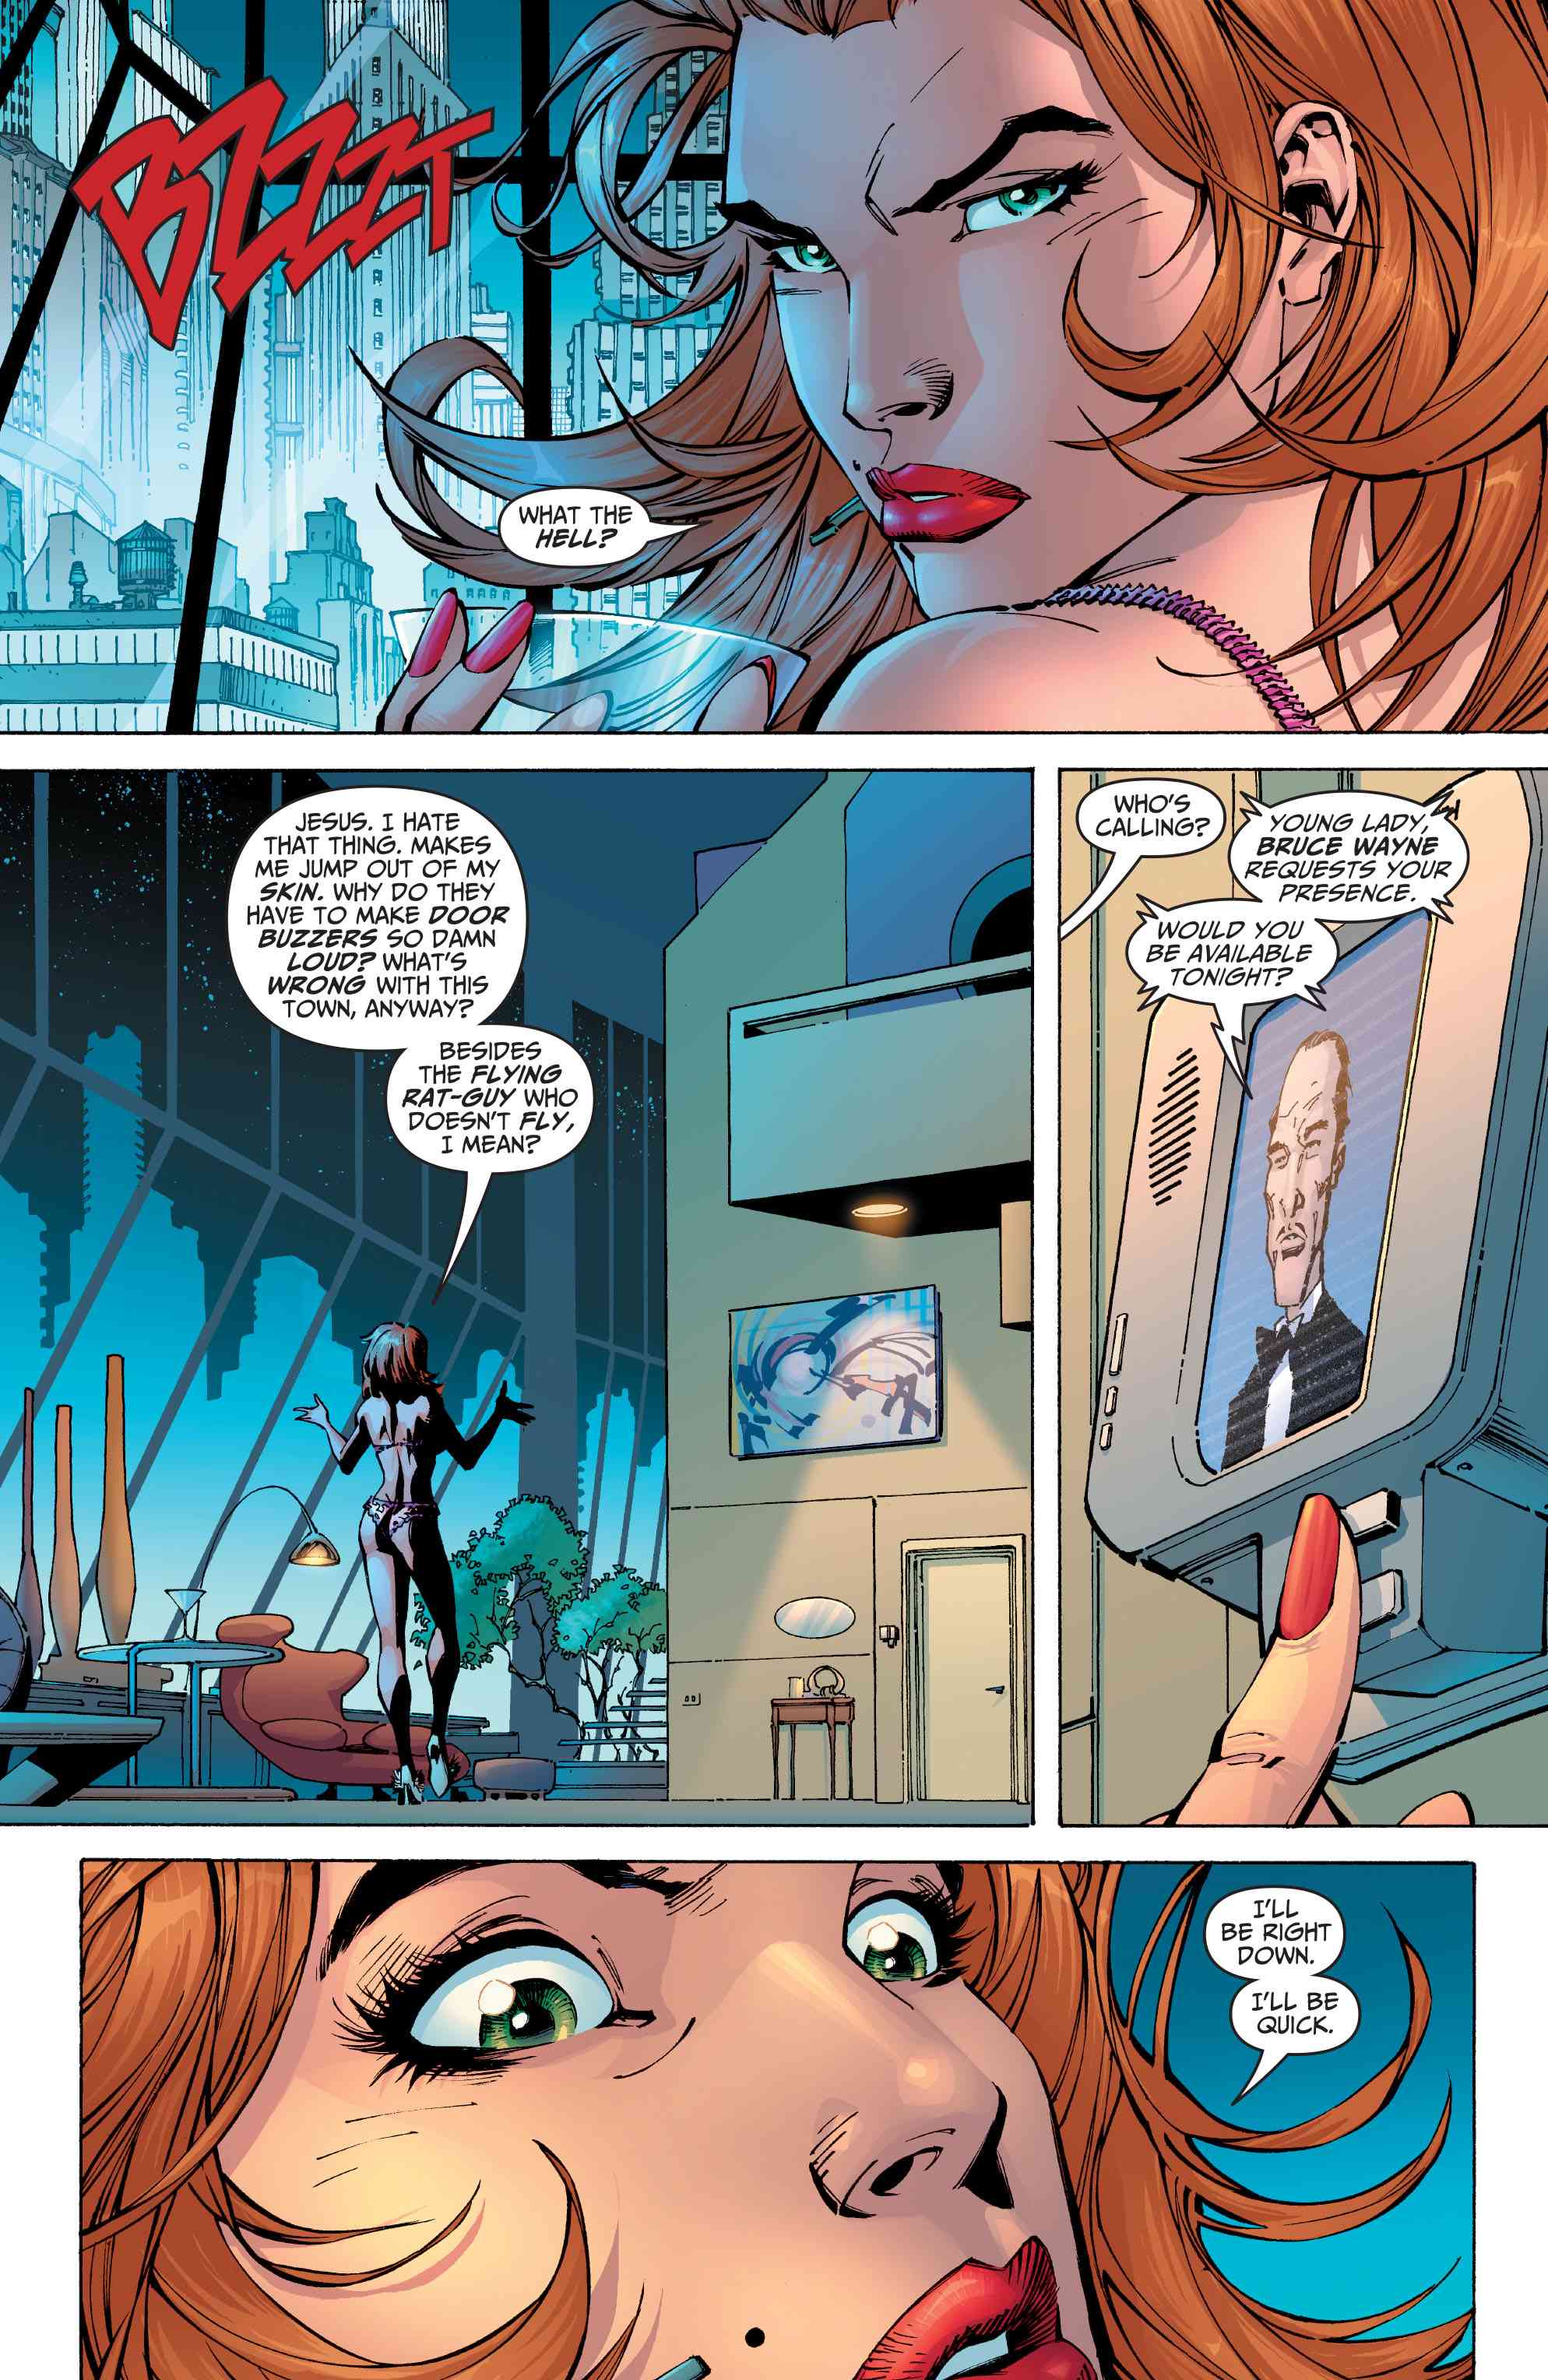 BZZZT
WHAT THE
HELL?
JESUS. I HATE
THAT THING. MAKES
ME JUMP OUT OF MY
SKIN. WHY DO THEY
HAVE TO MAKE DOOR
BUZZERS SO DAMN
LOUD? WHAT'S
WRONG WITH THIS
TOWN, ANYWAY?
BESIDES
THE FLYING
RAT-GUY WHO
DOESN'T FLY,
I MEAN?
WHO'S
CALLING?
YOUNG LADY,
BRUCE WAYNE
REQUESTS YOUR
PRESENCE.
WOULD YOU
BE AVAILABLE
TONIGHT?
I'LL
BE RIGHT
DOWN.
I'LL BE
QUICK.